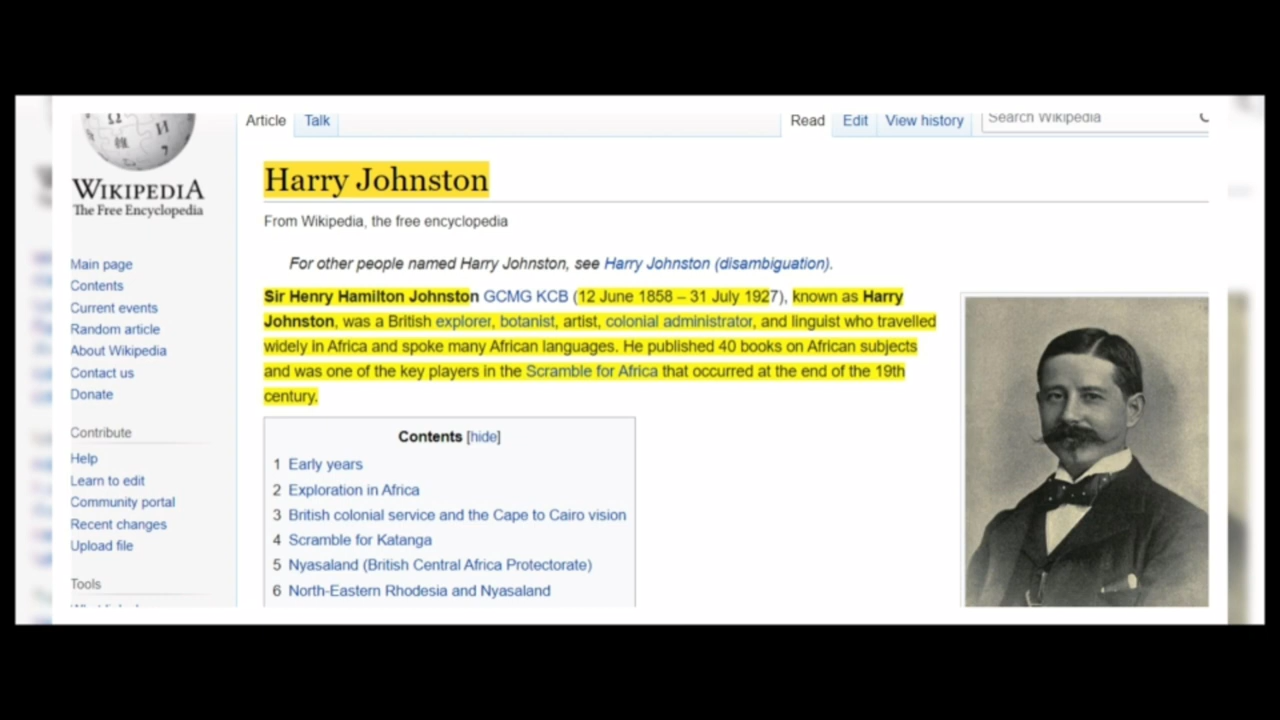 Article Talk Read Edit View history Search Wikipedia
WIKIPEDIA
The Free Encyclopedia
Main page
Contents
Current events
Random article
About Wikipedia
Contact us
Donate
Contribute
Help
Learn to edit
Community portal
Recent changes
Upload file
Tools
Harry Johnston
From Wikipedia, the free encyclopedia
For other people named Harry Johnston, see Harry Johnston (disambiguation).
Sir Henry Hamilton Johnston GCMG KCB (12 June 1858 – 31 July 1927), known as Harry
Johnston, was a British explorer, botanist, artist, colonial administrator, and linguist who travelled
widely in Africa and spoke many African languages. He published 40 books on African subjects
and was one of the key players in the Scramble for Africa that occurred at the end of the 19th
century.
Contents [hide]
1 Early years
2 Exploration in Africa
3 British colonial service and the Cape to Cairo vision
4 Scramble for Katanga
5 Nyasaland (British Central Africa Protectorate)
6 North-Eastern Rhodesia and Nyasaland